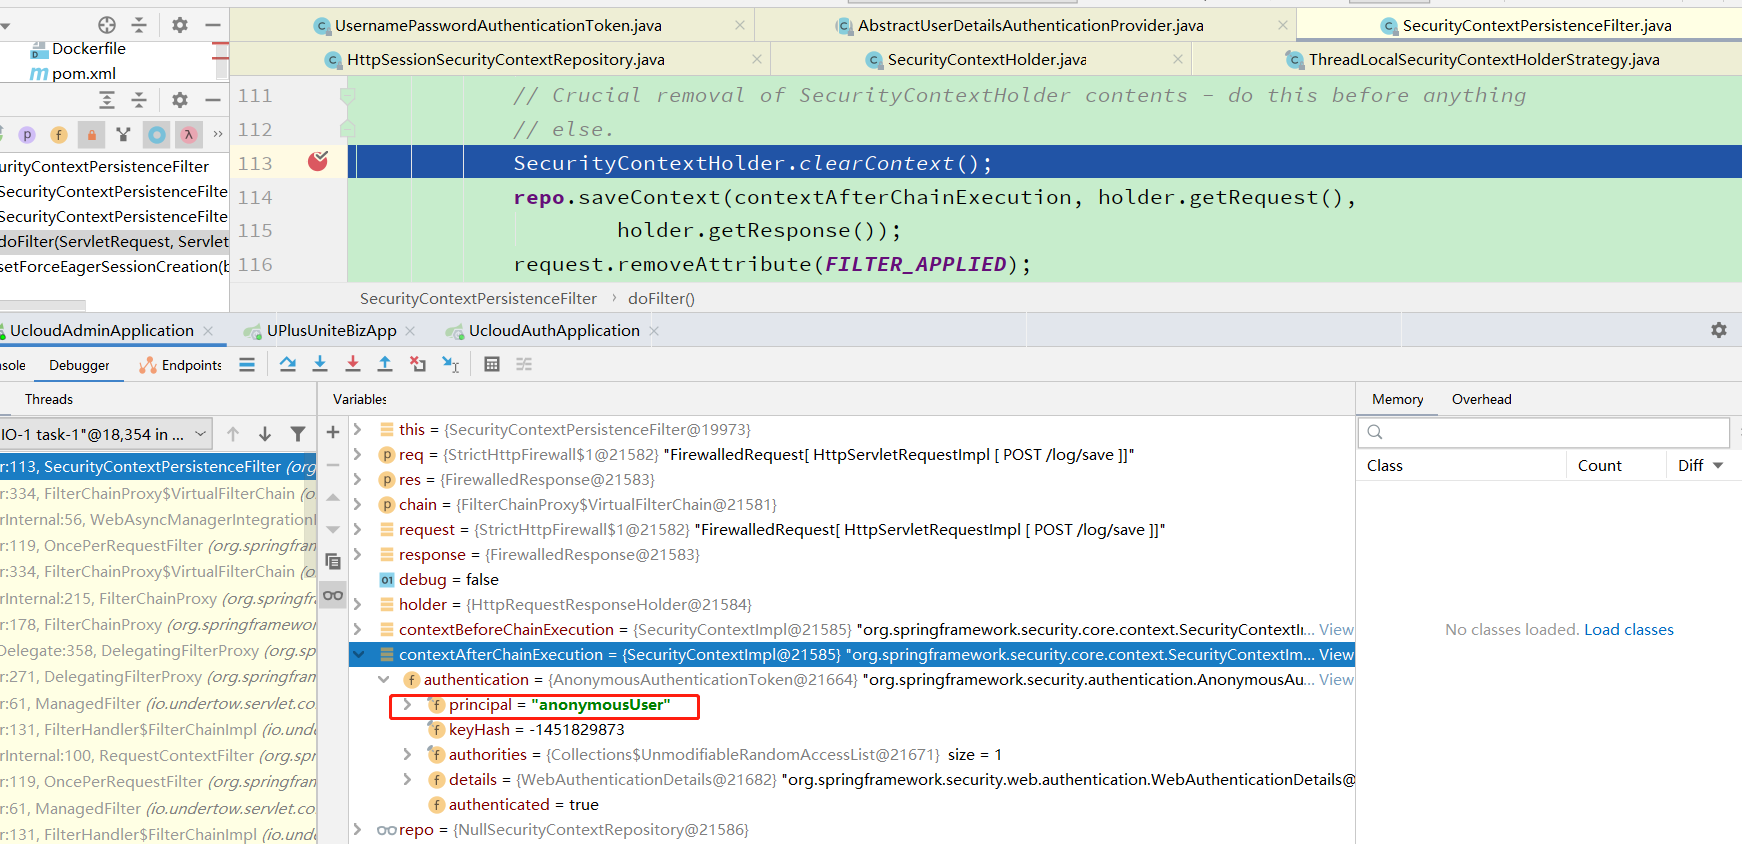 UsernamePasswordAuthenticationToken.java
AbstractUserDetailsAuthenticationProvider.java
SecurityContextPersistenceFilter.java
Dockerfile
HttpSessionSecurityContextRepository.java
SecurityContextHolder.java
ThreadLocalSecurityContextHolderStrategy.java
pom.xml
111 // Crucial removal of SecurityContextHolder contents - do this before anything
112 // else.
113 SecurityContextHolder.clearContext();
114 repo.saveContext(contextAfterChainExecution, holder.getRequest(),
115 holder.getResponse());
116 request.removeAttribute(FILTER_APPLIED);
urityContextPersistenceFilter
SecurityContextPersistenceFilte
SecurityContextPersistenceFilte
doFilter(ServletRequest, Servlet
setForceEagerSessionCreation(b
SecurityContextPersistenceFilter › doFilter()
UcloudAdminApplication
UPlusUniteBizApp
UcloudAuthApplication
nsole
Debugger
Endpoints
Threads
Variables
Memory
Overhead
IO-1 task-1"@18,354 in ...
r:113, SecurityContextPersistenceFilter (org
r:334, FilterChainProxy$VirtualFilterChain (o
rInternal:56, WebAsyncManagerIntegrationI
r:119, OncePerRequestFilter (org.springfram
r:334, FilterChainProxy$VirtualFilterChain (o
rInternal:215, FilterChainProxy (org.springfr
r:178, FilterChainProxy (org.springframewor
Delegate:358, DelegatingFilterProxy (org.sp
r:271, DelegatingFilterProxy (org.springfram
r:61, ManagedFilter (io.undertow.servlet.co
r:131, FilterHandler$FilterChainImpl (io.und
rInternal:100, RequestContextFilter (org.spr
r:119, OncePerRequestFilter (org.springfram
r:61, ManagedFilter (io.undertow.servlet.co
r:131, FilterHandler$FilterChainImpl (io.und
this = {SecurityContextPersistenceFilter@19973}
req = {StrictHttpFirewall$1@21582} "FirewalledRequest[ HttpServletRequestImpl [ POST /log/save ]]"
res = {FirewalledResponse@21583}
chain = {FilterChainProxy$VirtualFilterChain@21581}
request = {StrictHttpFirewall$1@21582} "FirewalledRequest[ HttpServletRequestImpl [ POST /log/save ]]"
response = {FirewalledResponse@21583}
debug = false
holder = {HttpRequestResponseHolder@21584}
contextBeforeChainExecution = {SecurityContextImpl@21585} "org.springframework.security.core.context.SecurityContextI... View
contextAfterChainExecution = {SecurityContextImpl@21585} "org.springframework.security.core.context.SecurityContextIm... View
authentication = {AnonymousAuthenticationToken@21664} "org.springframework.security.authentication.AnonymousAu... View
principal = "anonymousUser"
keyHash = -1451829873
authorities = {Collections$UnmodifiableRandomAccessList@21671} size = 1
details = {WebAuthenticationDetails@21682} "org.springframework.security.web.authentication.WebAuthenticationDetails@
authenticated = true
repo = {NullSecurityContextRepository@21586}
Class
Count
Diff
No classes loaded. Load classes